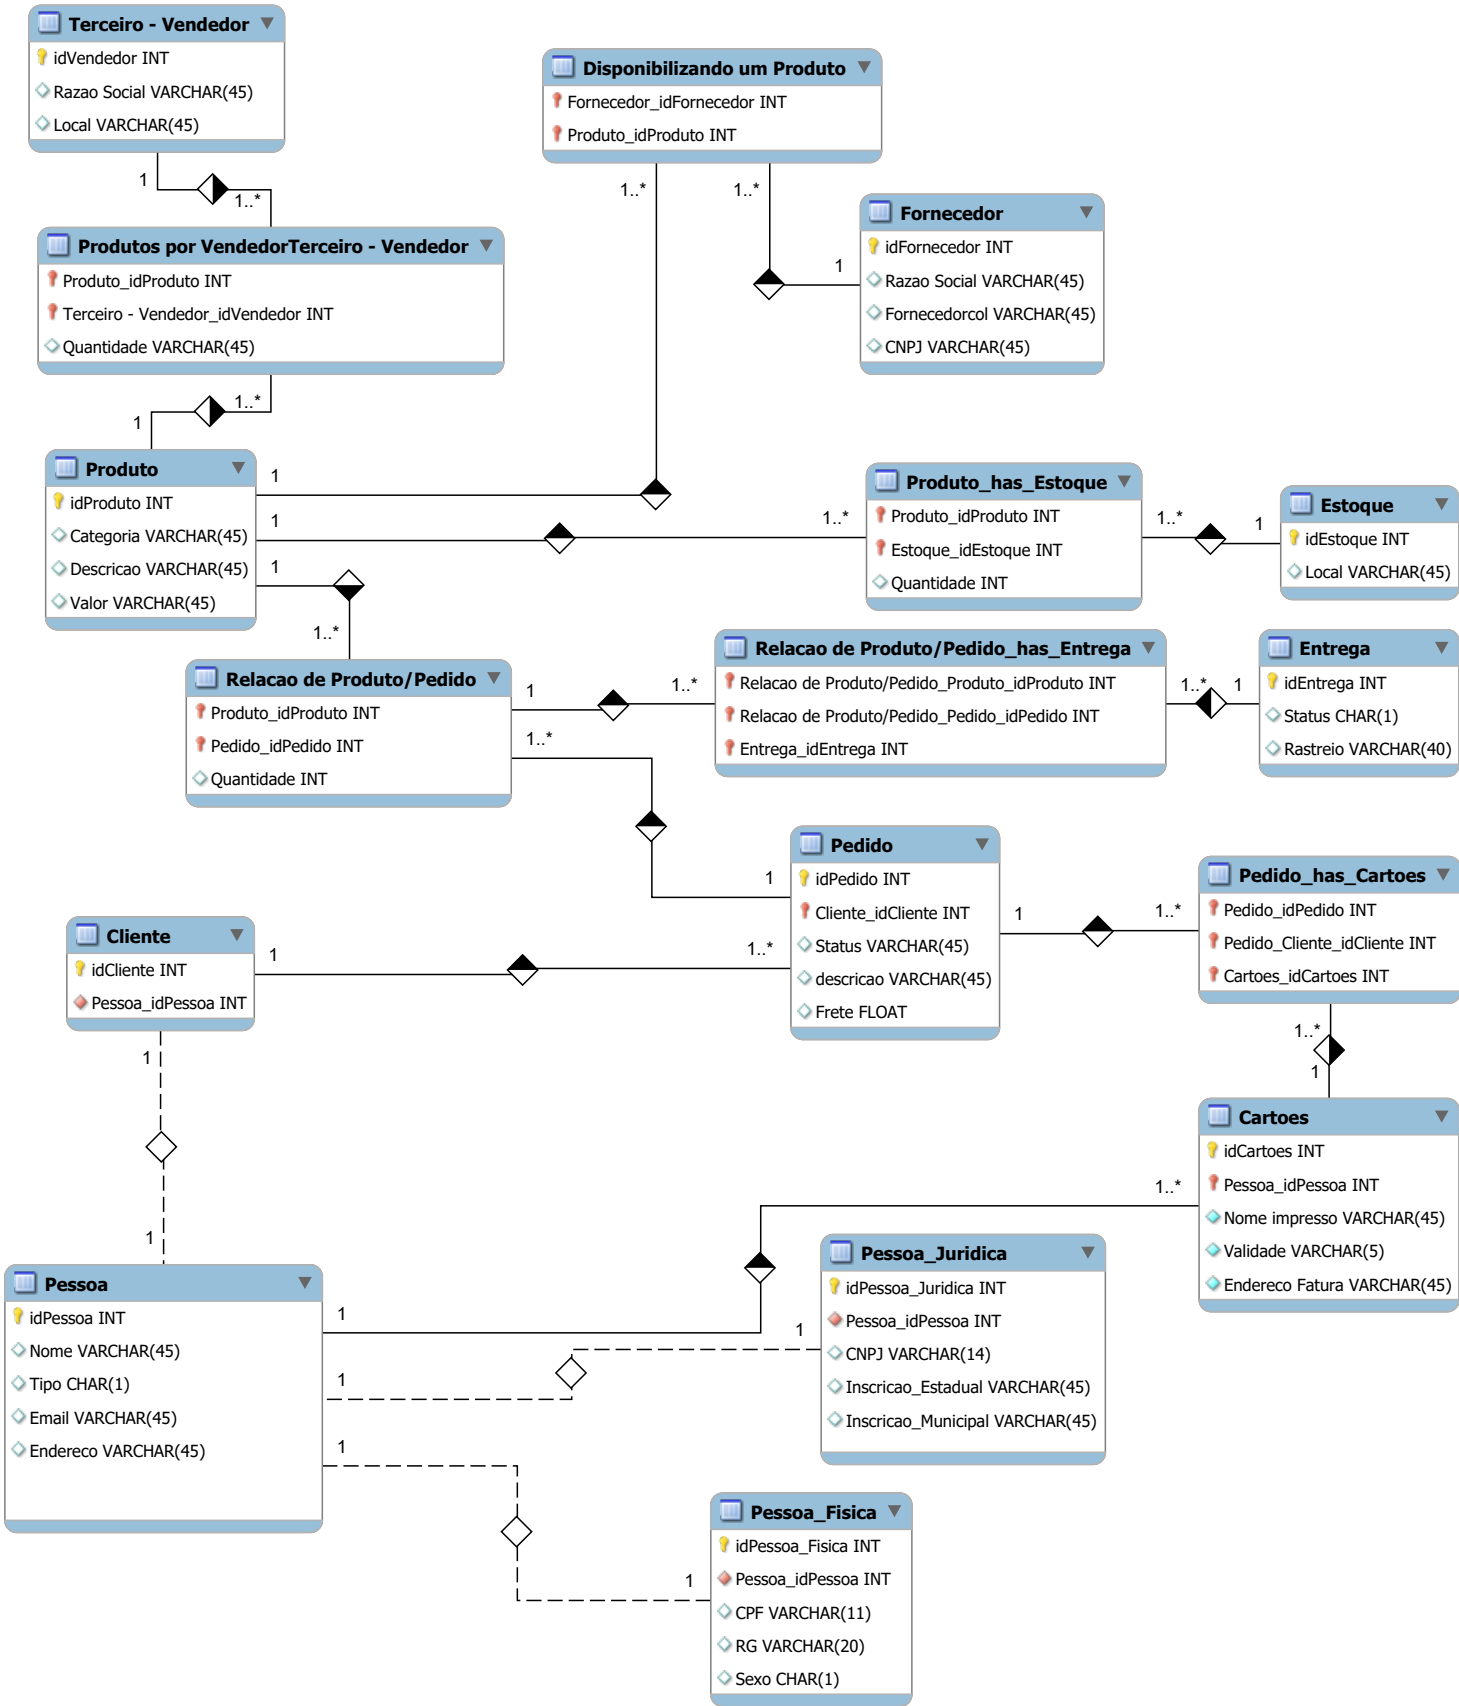 Terceiro - Vendedor
idVendedor INT
Razao Social VARCHAR(45)
Local VARCHAR(45)
1
1..*
Disponibilizando um Produto
Fornecedor_idFornecedor INT
Produto_idProduto INT
1..*
1..*
Fornecedor
idFornecedor INT
Razao Social VARCHAR(45)
Fornecedorcol VARCHAR(45)
CNPJ VARCHAR(45)
1
Produtos por VendedorTerceiro - Vendedor
Produto_idProduto INT
Terceiro - Vendedor_idVendedor INT
Quantidade VARCHAR(45)
1..*
1
Produto
idProduto INT
Categoria VARCHAR(45)
Descricao VARCHAR(45)
Valor VARCHAR(45)
1
1
1
1..*
1..*
Produto_has_Estoque
Produto_idProduto INT
Estoque_idEstoque INT
Quantidade INT
1..*
1
Estoque
idEstoque INT
Local VARCHAR(45)
Relacao de Produto/Pedido
Produto_idProduto INT
Pedido_idPedido INT
Quantidade INT
1
1..*
1..*
Relacao de Produto/Pedido_has_Entrega
Relacao de Produto/Pedido_Produto_idProduto INT
Relacao de Produto/Pedido_Pedido_idPedido INT
Entrega_idEntrega INT
1..*
1
Entrega
idEntrega INT
Status CHAR(1)
Rastreio VARCHAR(40)
Pedido
idPedido INT
Cliente_idCliente INT
Status VARCHAR(45)
descricao VARCHAR(45)
Frete FLOAT
1
1..*
1
1..*
Pedido_has_Cartoes
Pedido_idPedido INT
Pedido_Cliente_idCliente INT
Cartoes_idCartoes INT
1..*
1
Cliente
idCliente INT
Pessoa_idPessoa INT
1
1
1
Cartoes
idCartoes INT
Pessoa_idPessoa INT
Nome impresso VARCHAR(45)
Validade VARCHAR(5)
Endereco Fatura VARCHAR(45)
1..*
Pessoa
idPessoa INT
Nome VARCHAR(45)
Tipo CHAR(1)
Email VARCHAR(45)
Endereco VARCHAR(45)
1
1
1
Pessoa_Juridica
idPessoa_Juridica INT
Pessoa_idPessoa INT
CNPJ VARCHAR(14)
Inscricao_Estadual VARCHAR(45)
Inscricao_Municipal VARCHAR(45)
1
Pessoa_Fisica
idPessoa_Fisica INT
Pessoa_idPessoa INT
CPF VARCHAR(11)
RG VARCHAR(20)
Sexo CHAR(1)
1